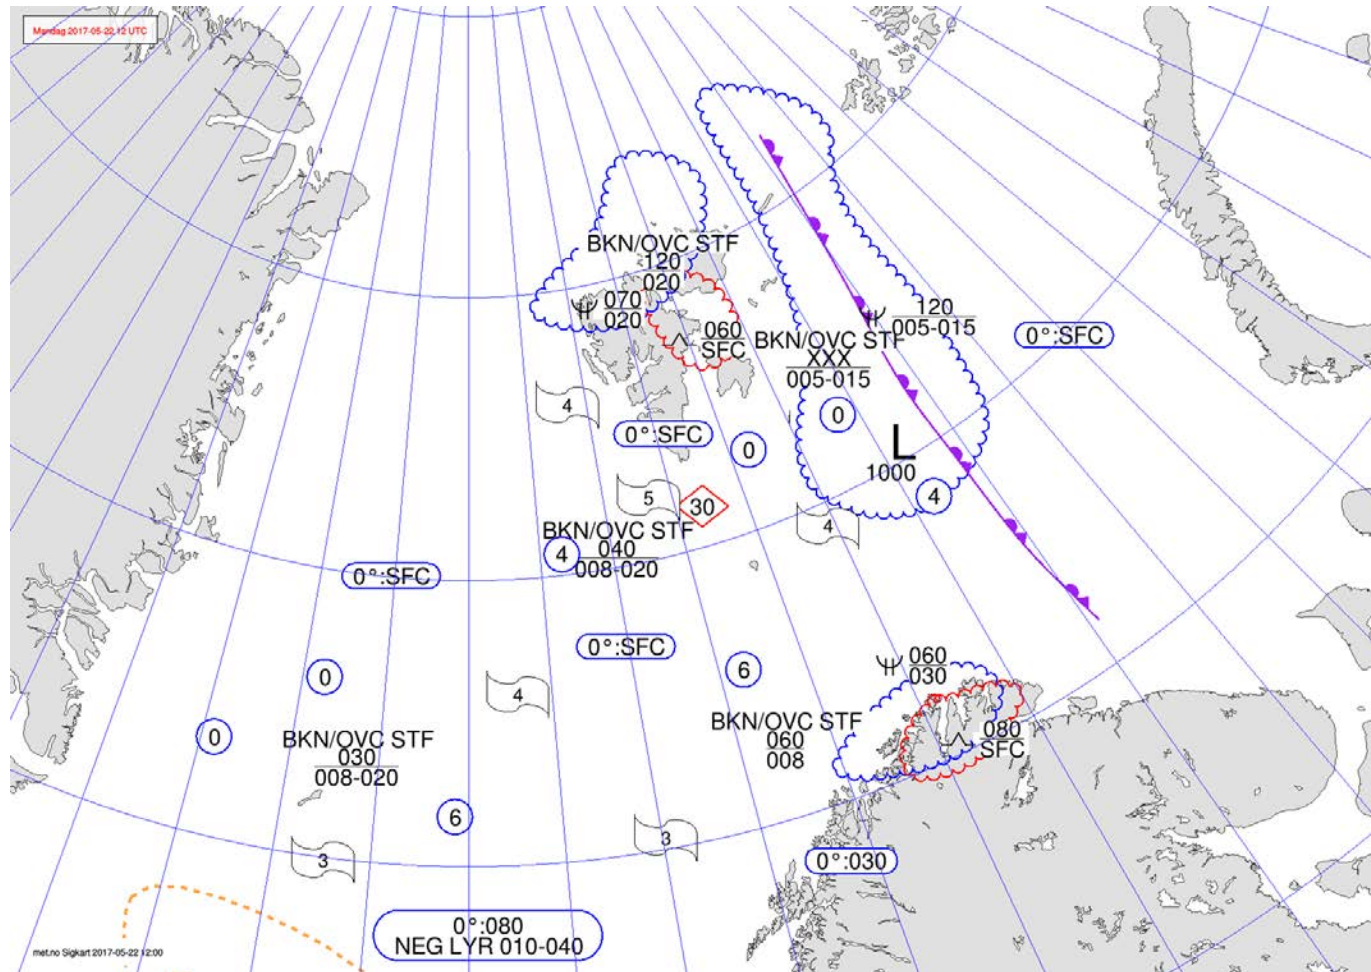 Mandag 2017-05-22 12 UTC
BKN/OVC STF
120
020
070
020
060
SFC
120
005-015
BKN/OVC STF
XXX
005-015
0°:SFC
4
0
0°:SFC
0
L
1000
4
5
30
4
BKN/OVC STF
4
040
008-020
0°:SFC
0°:SFC
6
060
030
0
4
BKN/OVC STF
060
008
080
SFC
0
BKN/OVC STF
030
008-020
6
3
3
0°:030
0°:080
NEG LYR 010-040
met.no Sigkart 2017-05-22 12:00